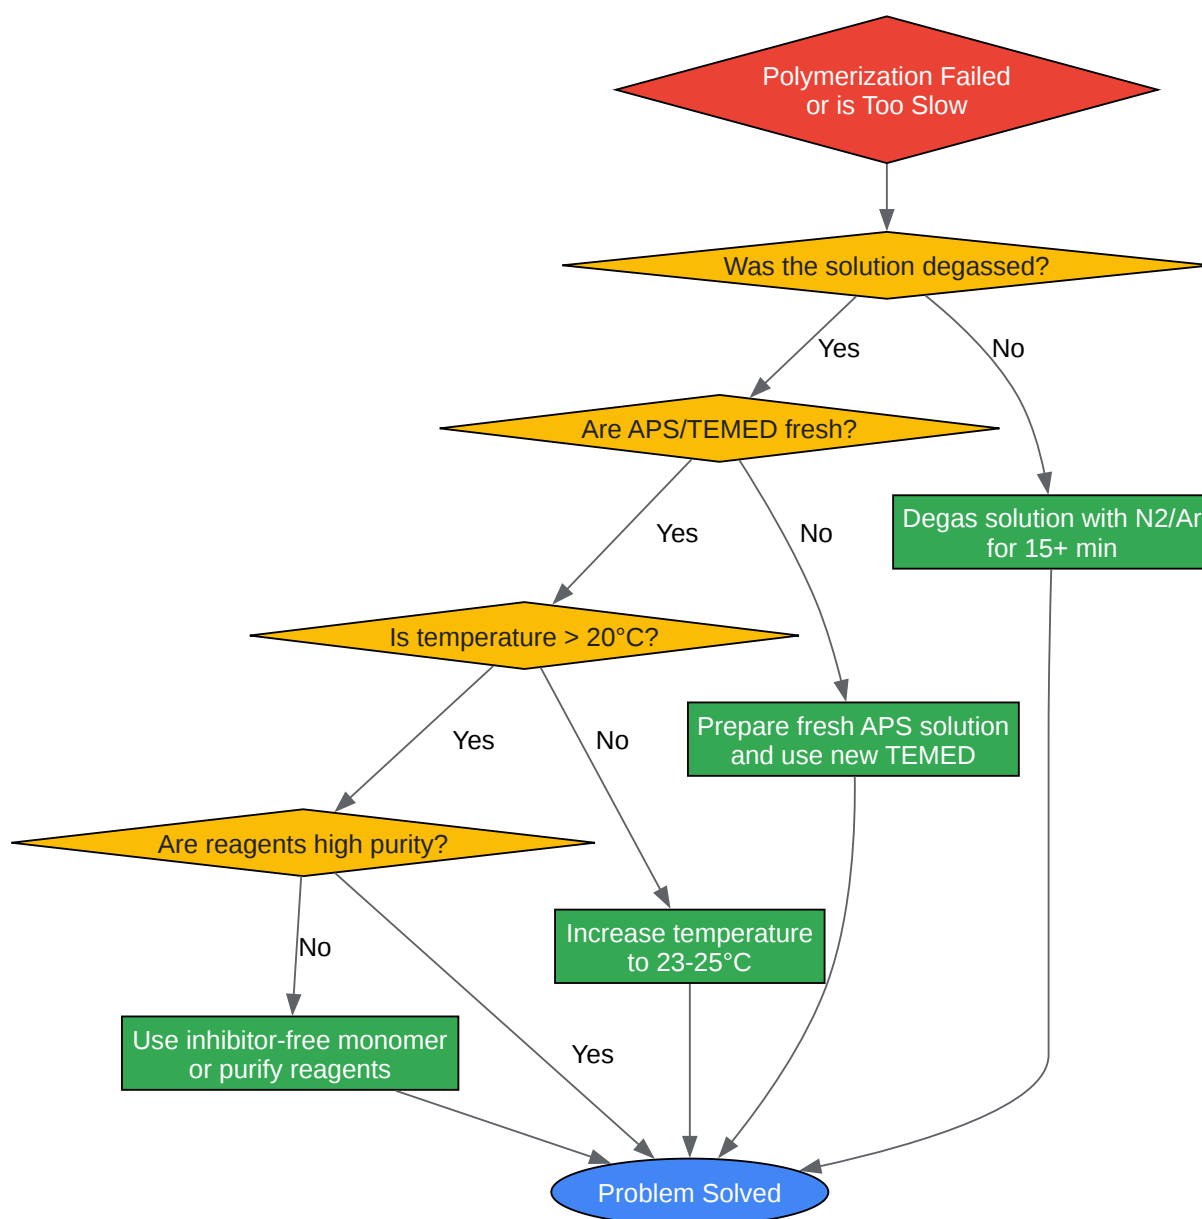 Polymerization Failed
or is Too Slow
Was the solution degassed?
Yes
No
Are APS/TEMED fresh?
Degas solution with N2/Ar
for 15+ min
Yes
No
Is temperature > 20°C?
Prepare fresh APS solution
and use new TEMED
Yes
No
Are reagents high purity?
Increase temperature
to 23-25°C
No
Use inhibitor-free monomer
or purify reagents
Yes
Problem Solved